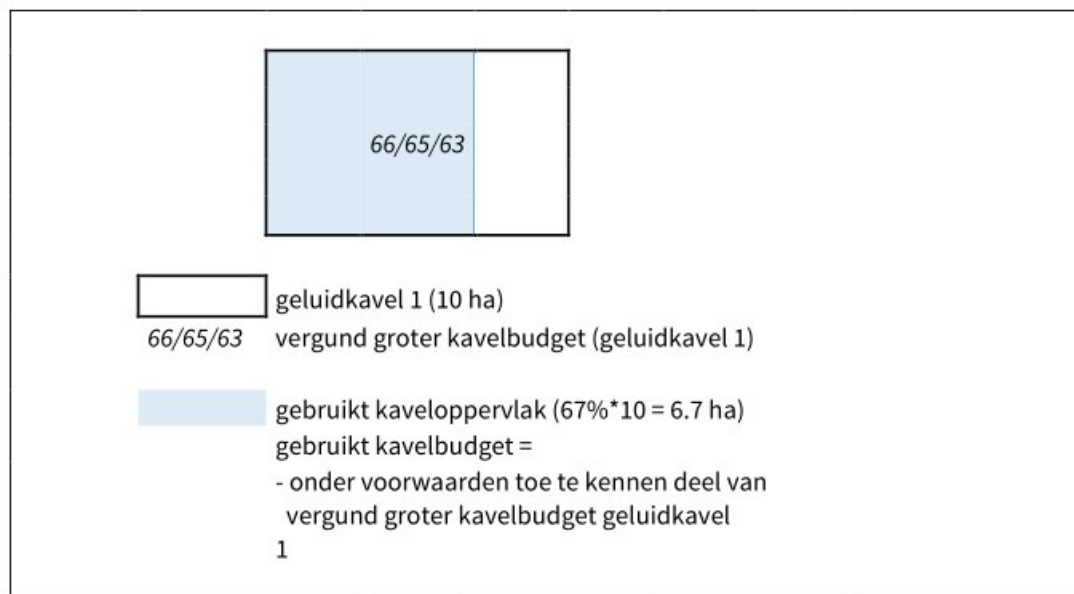 66/65/63
geluidkavel 1 (10 ha)
66/65/63 vergund groter kavelbudget (geluidkavel 1)
gebruikt kaveloppervlak (67%*10 = 6.7 ha)
gebruikt kavelbudget =
- onder voorwaarden toe te kennen deel van
vergund groter kavelbudget geluidkavel
1